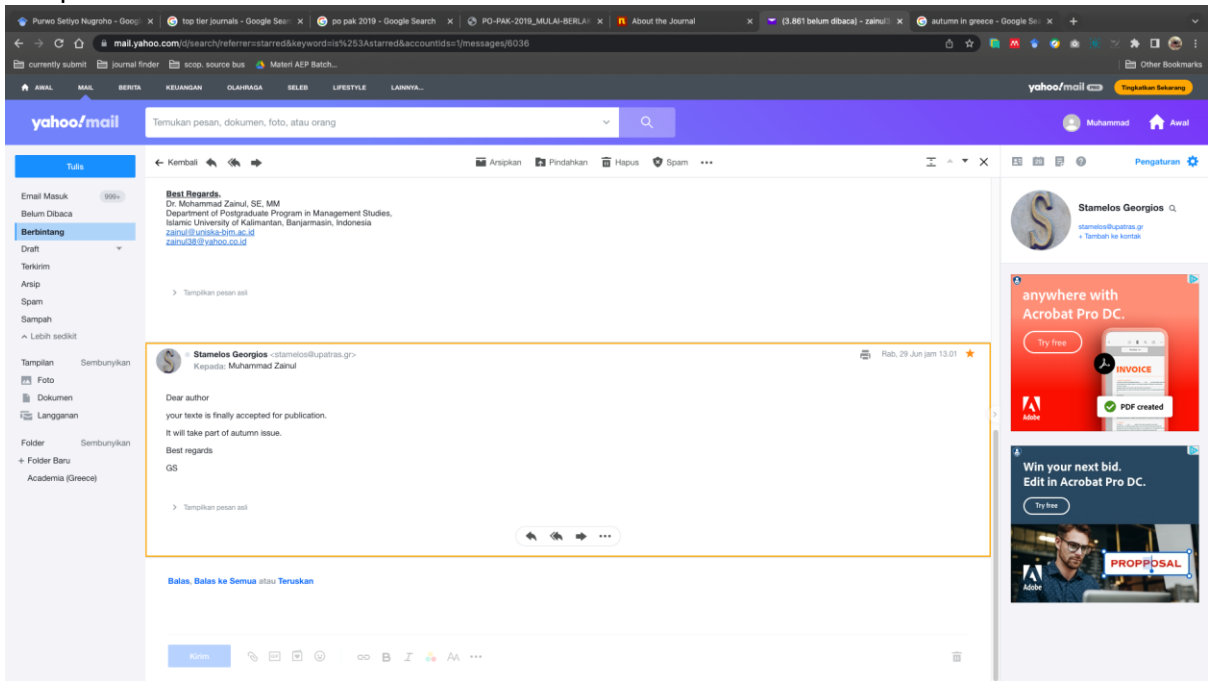 Purwo Setiyo Nugroho - Googl
top tier journals - Google Sear
po pak 2019 - Google Search
PO-PAK-2019_MULAI-BERLAK
About the Journal
(3.861 belum dibaca) - zainul3
autumn in greece - Google Se
mail.yahoo.com/d/search/referrer=starred&keyword=is%253Astarred&accountids=1/messages/6036
currently submit
journal finder
scop. source bus
Materi AEP Batch...
Other Bookmarks
AWAL
MAIL
BERITA
KEUANGAN
OLAHRAGA
SELEB
LIFESTYLE
LAINNYA...
yahoo!mail PRO
Tingkatkan Sekarang
yahoo!mail
Temukan pesan, dokumen, foto, atau orang
Muhammad
Awal
Tulis
Kembali
Arsipkan
Pindahkan
Hapus
Spam
Pengaturan
Email Masuk 999+
Belum Dibaca
Berbintang
Draft
Terkirim
Arsip
Spam
Sampah
Lebih sedikit
Tampilan Sembunyikan
Foto
Dokumen
Langganan
Folder Sembunyikan
+ Folder Baru
Academia (Greece)
Best Regards,
Dr. Mohammad Zainul, SE, MM
Department of Postgraduate Program in Management Studies,
Islamic University of Kalimantan, Banjarmasin, Indonesia
zainul@uniska-bjm.ac.id
zainul38@yahoo.co.id
Tampilkan pesan asli
Stamelos Georgios <stamelos@upatras.gr>
Kepada: Muhammad Zainul
Rab, 29 Jun jam 13.01
Dear author
your texte is finally accepted for publication.
It will take part of autumn issue.
Best regards
GS
Tampilkan pesan asli
Balas, Balas ke Semua atau Teruskan
Kirim
GIF
Stamelos Georgios
stamelos@upatras.gr
+ Tambah ke kontak
anywhere with
Acrobat Pro DC.
Try free
INVOICE
PDF created
Adobe
Win your next bid.
Edit in Acrobat Pro DC.
Try free
PROPPOSAL
Adobe